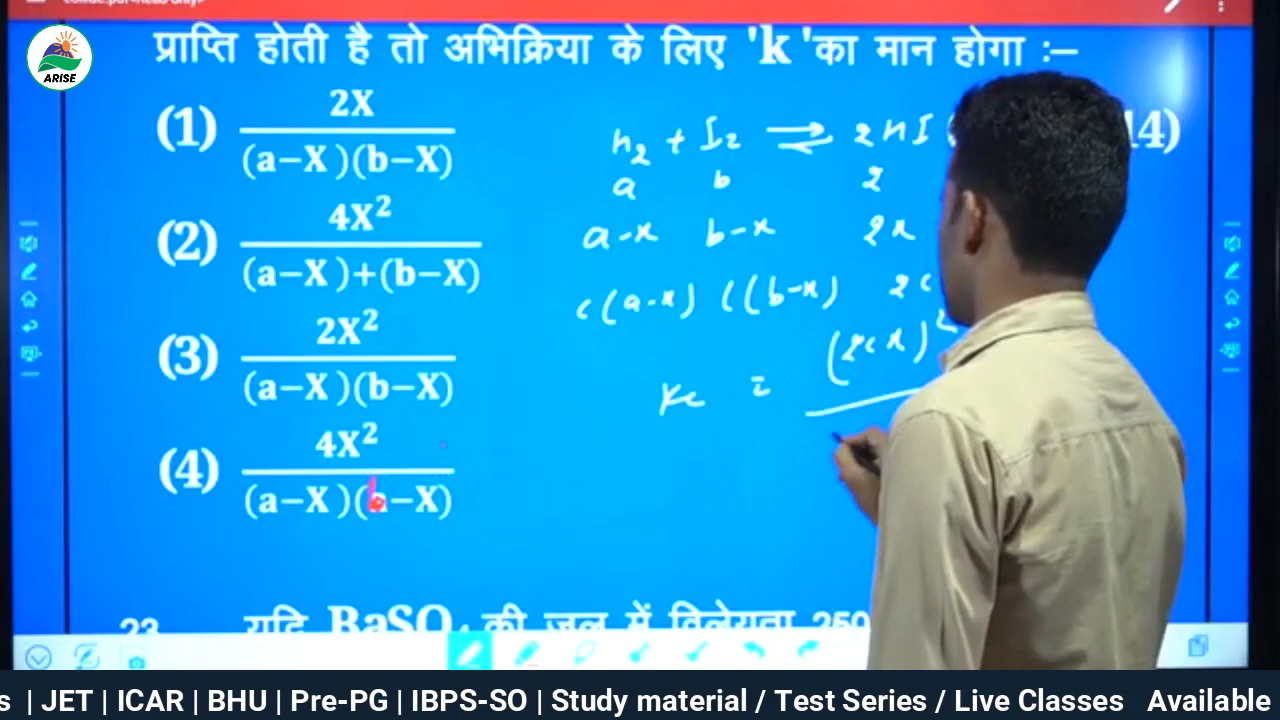 ARISE
प्राप्ति होती है तो अभिक्रिया के लिए 'k 'का मान होगा :–
(1) 2X / (a–X )(b–X)
(2) 4X² / (a–X )+(b–X)
(3) 2X² / (a–X )(b–X)
(4) 4X² / (a–X )(b–X)
14)
H₂ + I₂ ⇌ 2HI
a b 2
a-x b-x 2x
c(a-x) c(b-x) 2c
Kc = (2cx)²
23 यदि BaSO₄ की जल में विलेयता 250
s | JET | ICAR | BHU | Pre-PG | IBPS-SO | Study material / Test Series / Live Classes Available